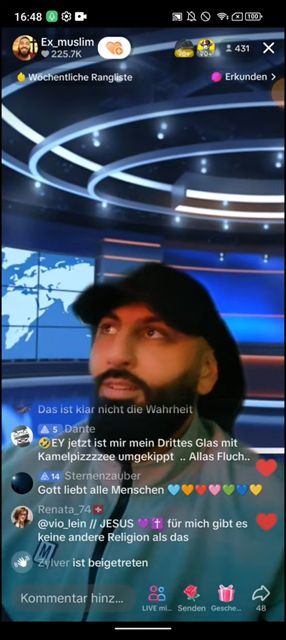 16:48
100
Ex_muslim
225.7K
431
Wöchentliche Rangliste
Erkunden >
Das ist klar nicht die Wahrheit
5 Dante
🤣EY jetzt ist mir mein Drittes Glas mit
Kamelpizzzzee umgekippt .. Allas Fluch..
14 Sternenzauber
Gott liebt alle Menschen 🩵🧡❤️🩷💚💙💛
Renata_74🇨🇭
@vio_lein // JESUS 💜✝️ für mich gibt es
keine andere Religion als das
ist beigetreten
Kommentar hinz...
LIVE mi...
Senden
Gesche...
48